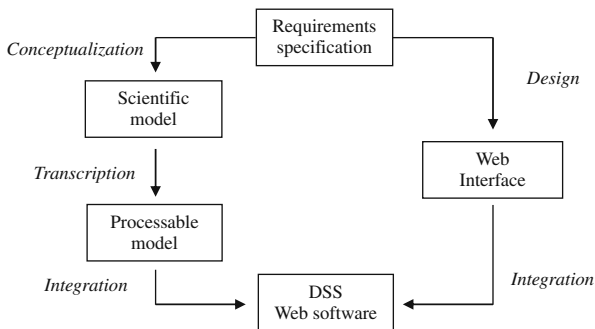 Requirements
specification
Conceptualization
Design
Scientific
model
Transcription
Web
Interface
Processable
model
Integration
Integration
DSS
Web software